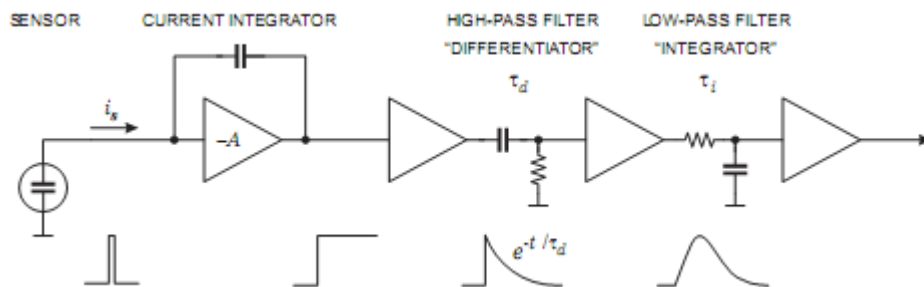 SENSOR
CURRENT INTEGRATOR
HIGH-PASS FILTER
"DIFFERENTIATOR"
τd
LOW-PASS FILTER
"INTEGRATOR"
τi
is
–A
e-t /τd